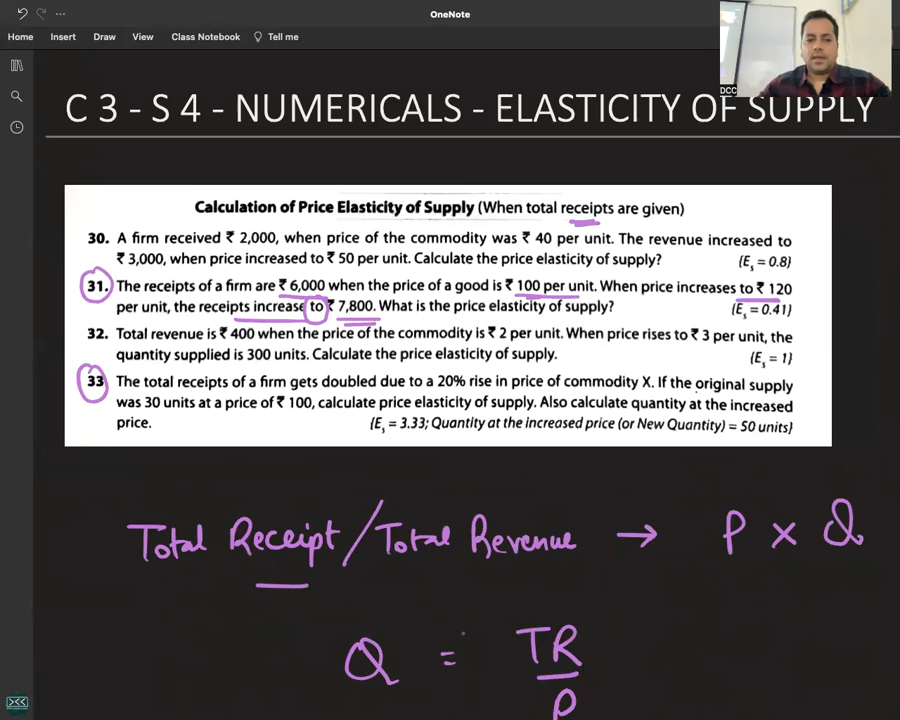 OneNote
Home Insert Draw View Class Notebook Tell me
DCC
C 3 - S 4 - NUMERICALS - ELASTICITY OF SUPPLY
Calculation of Price Elasticity of Supply (When total receipts are given)
30. A firm received ₹ 2,000, when price of the commodity was ₹ 40 per unit. The revenue increased to
₹ 3,000, when price increased to ₹ 50 per unit. Calculate the price elasticity of supply? {Es = 0.8}
31. The receipts of a firm are ₹ 6,000 when the price of a good is ₹ 100 per unit. When price increases to ₹ 120
per unit, the receipts increase to ₹ 7,800. What is the price elasticity of supply? {Es = 0.41}
32. Total revenue is ₹ 400 when the price of the commodity is ₹ 2 per unit. When price rises to ₹ 3 per unit, the
quantity supplied is 300 units. Calculate the price elasticity of supply. {Es = 1}
33 The total receipts of a firm gets doubled due to a 20% rise in price of commodity X. If the original supply
was 30 units at a price of ₹ 100, calculate price elasticity of supply. Also calculate quantity at the increased
price. {Es = 3.33; Quantity at the increased price (or New Quantity) = 50 units}
Total Receipt/Total Revenue → P × Q
Q = TR
P